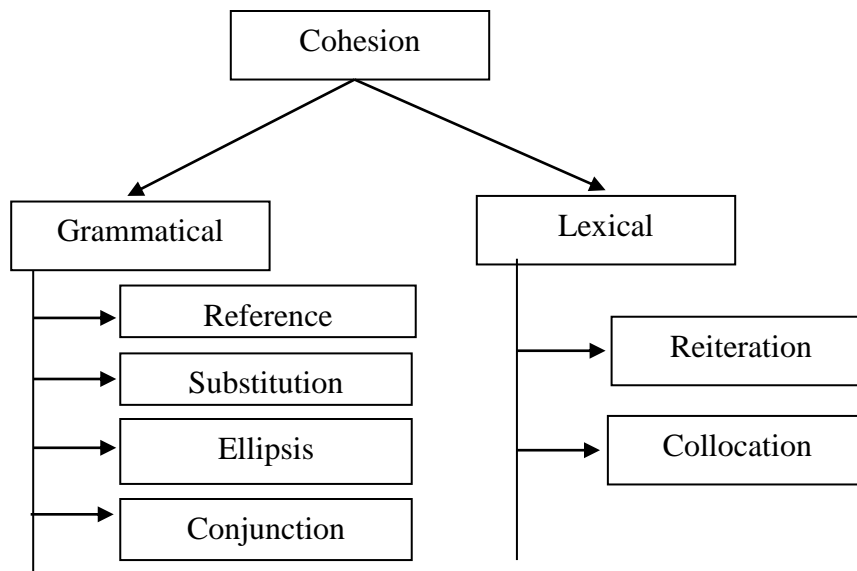 Cohesion
Grammatical
Lexical
Reference
Substitution
Ellipsis
Conjunction
Reiteration
Collocation